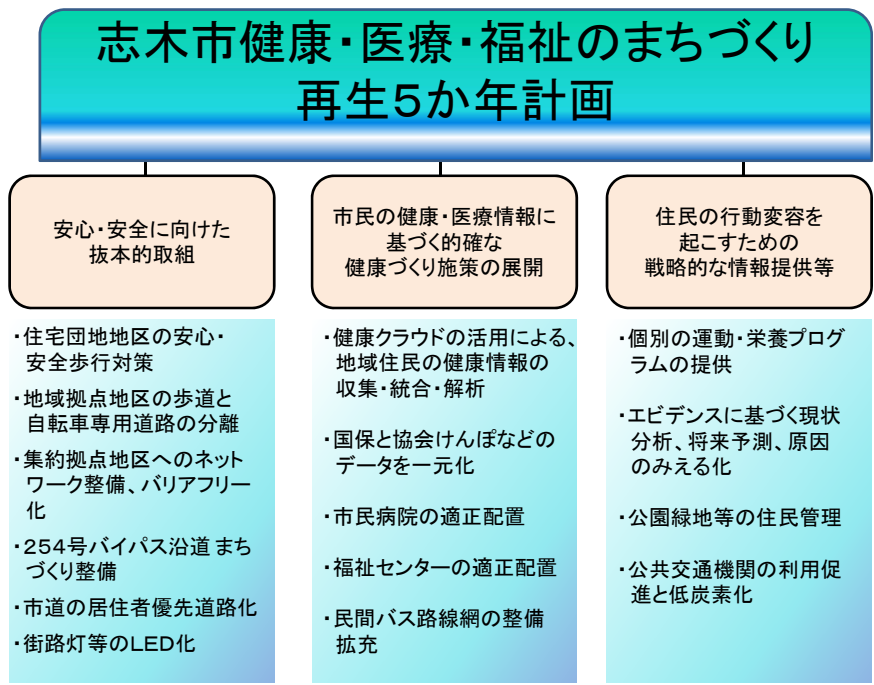 志木市健康・医療・福祉のまちづくり
再生５か年計画
安心・安全に向けた
抜本的取組
・住宅団地地区の安心・
安全歩行対策
・地域拠点地区の歩道と
自転車専用道路の分離
・集約拠点地区へのネット
ワーク整備、バリアフリー
化
・２５４号バイパス沿道まち
づくり整備
・市道の居住者優先道路化
・街路灯等のＬＥＤ化
市民の健康・医療情報に
基づく的確な
健康づくり施策の展開
・健康クラウドの活用による、
地域住民の健康情報の
収集・統合・解析
・国保と協会けんぽなどの
データを一元化
・市民病院の適正配置
・福祉センターの適正配置
・民間バス路線網の整備
拡充
住民の行動変容を
起こすための
戦略的な情報提供等
・個別の運動・栄養プログ
ラムの提供
・エビデンスに基づく現状
分析、将来予測、原因
のみえる化
・公園緑地等の住民管理
・公共交通機関の利用促
進と低炭素化